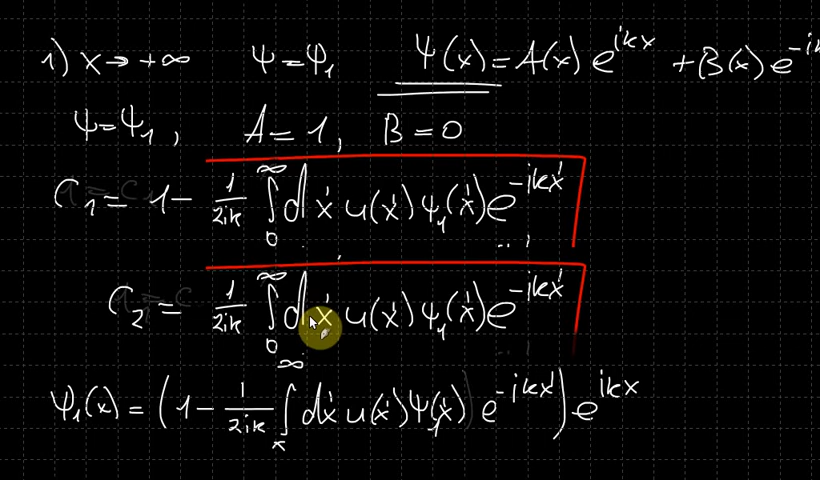 1) x → +∞ ψ = ψ₁ ψ(x) = A(x) e^{ikx} + B(x) e^{-ik
ψ = ψ₁, A = 1, B = 0
C₁ = 1 - 1/2ik ∫₀^∞ dx' u(x') ψ₁(x') e^{-ikx'}
C₂ = 1/2ik ∫₀^∞ dx' u(x') ψ₁(x') e^{-ikx'}
ψ₁(x) = (1 - 1/2ik ∫ₓ^∞ dx' u(x') ψ₁(x') e^{-ikx'}) e^{ikx}